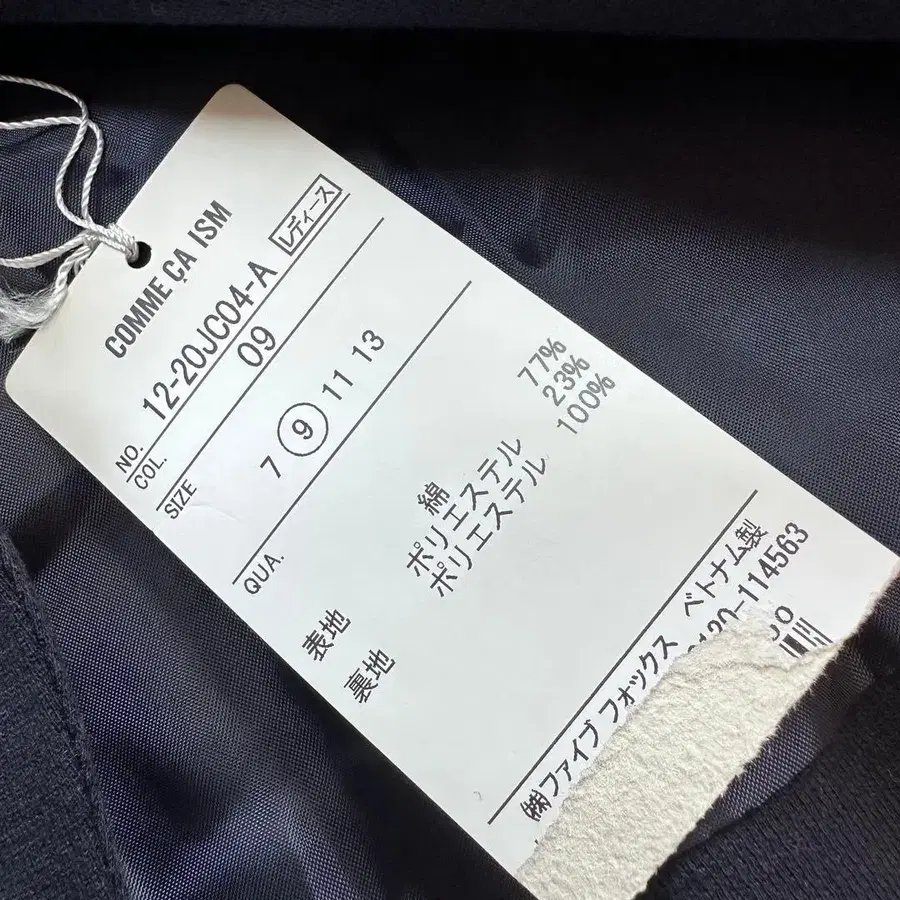 COMME ÇA ISM
レディース
NO. 12-20JC04-A
COL. 09
SIZE 7 9 11 13
QUA.
表地 綿 77%
ポリエステル 23%
裏地 ポリエステル 100%
㈱ファイブ フォックス ベトナム製
0120-114563